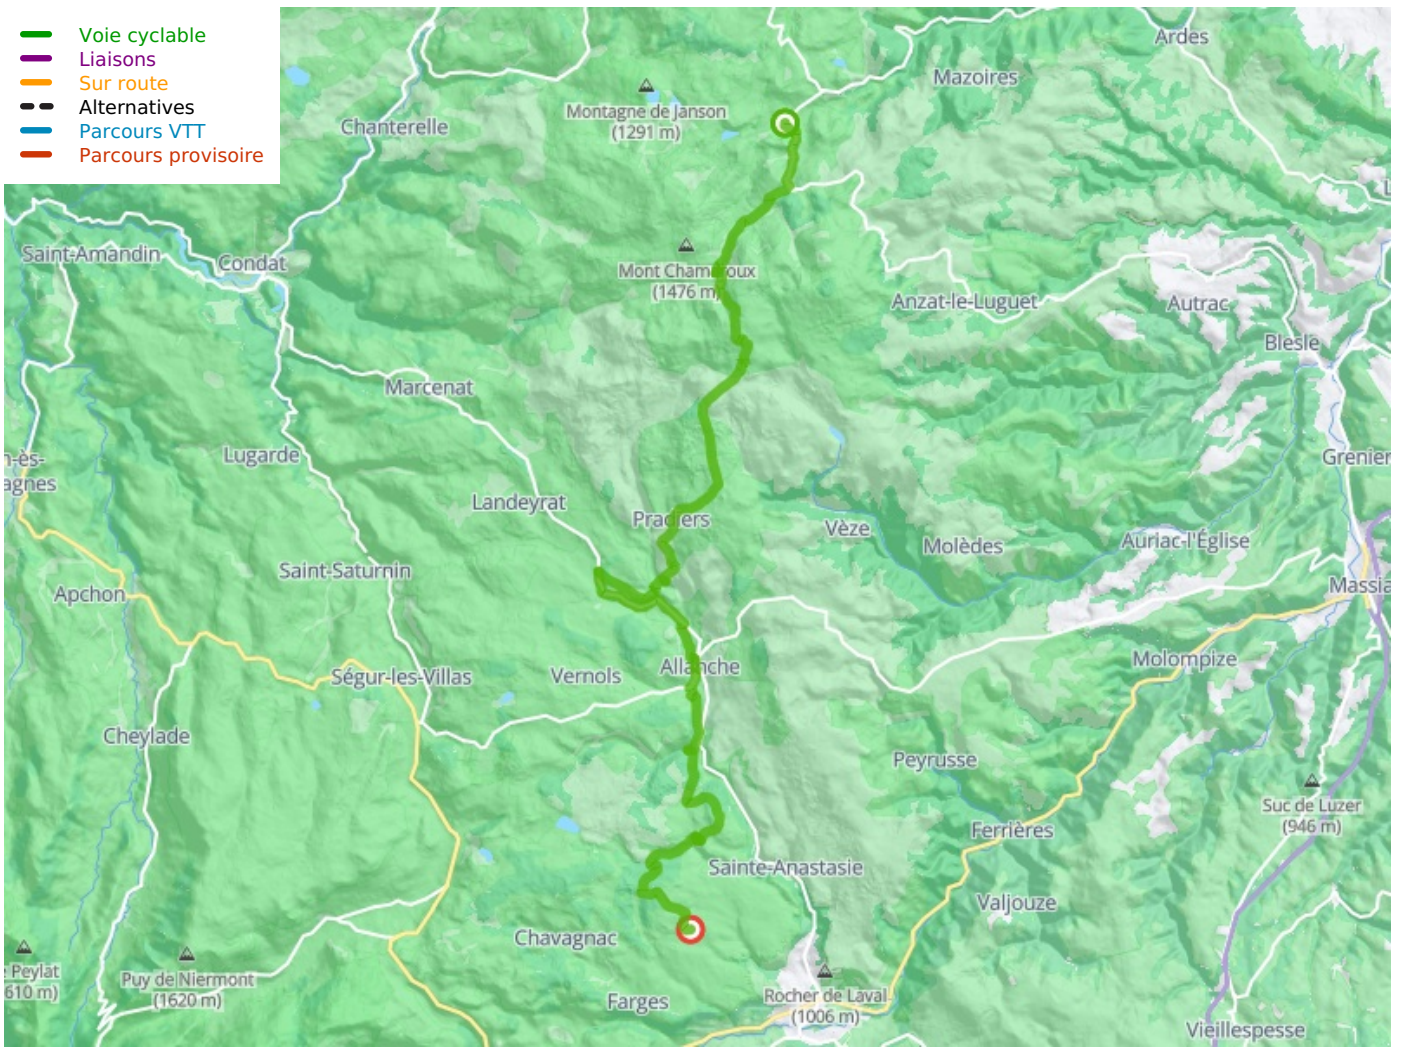 Voie cyclable
Liaisons
Sur route
Alternatives
Parcours VTT
Parcours provisoire
Ardes
Mazoires
Montagne de Janson
(1291 m)
Chanterelle
Saint-Amandin
Condat
Mont Chamaroux
(1476 m)
Anzat-le-Luguet
Autrac
Blesle
Marcenat
Lugarde
n-ès-
agnes
Grenier
Landeyrat
Pradiers
Vèze
Molèdes
Auriac-l'Église
Saint-Saturnin
Apchon
Massia
Allanche
Vernols
Ségur-les-Villas
Molompize
Cheylade
Peyrusse
Suc de Luzer
(946 m)
Ferrières
Sainte-Anastasie
Valjouze
Chavagnac
Peylat
610 m)
Puy de Niermont
(1620 m)
Farges
Rocher de Laval
(1006 m)
Vieillespesse